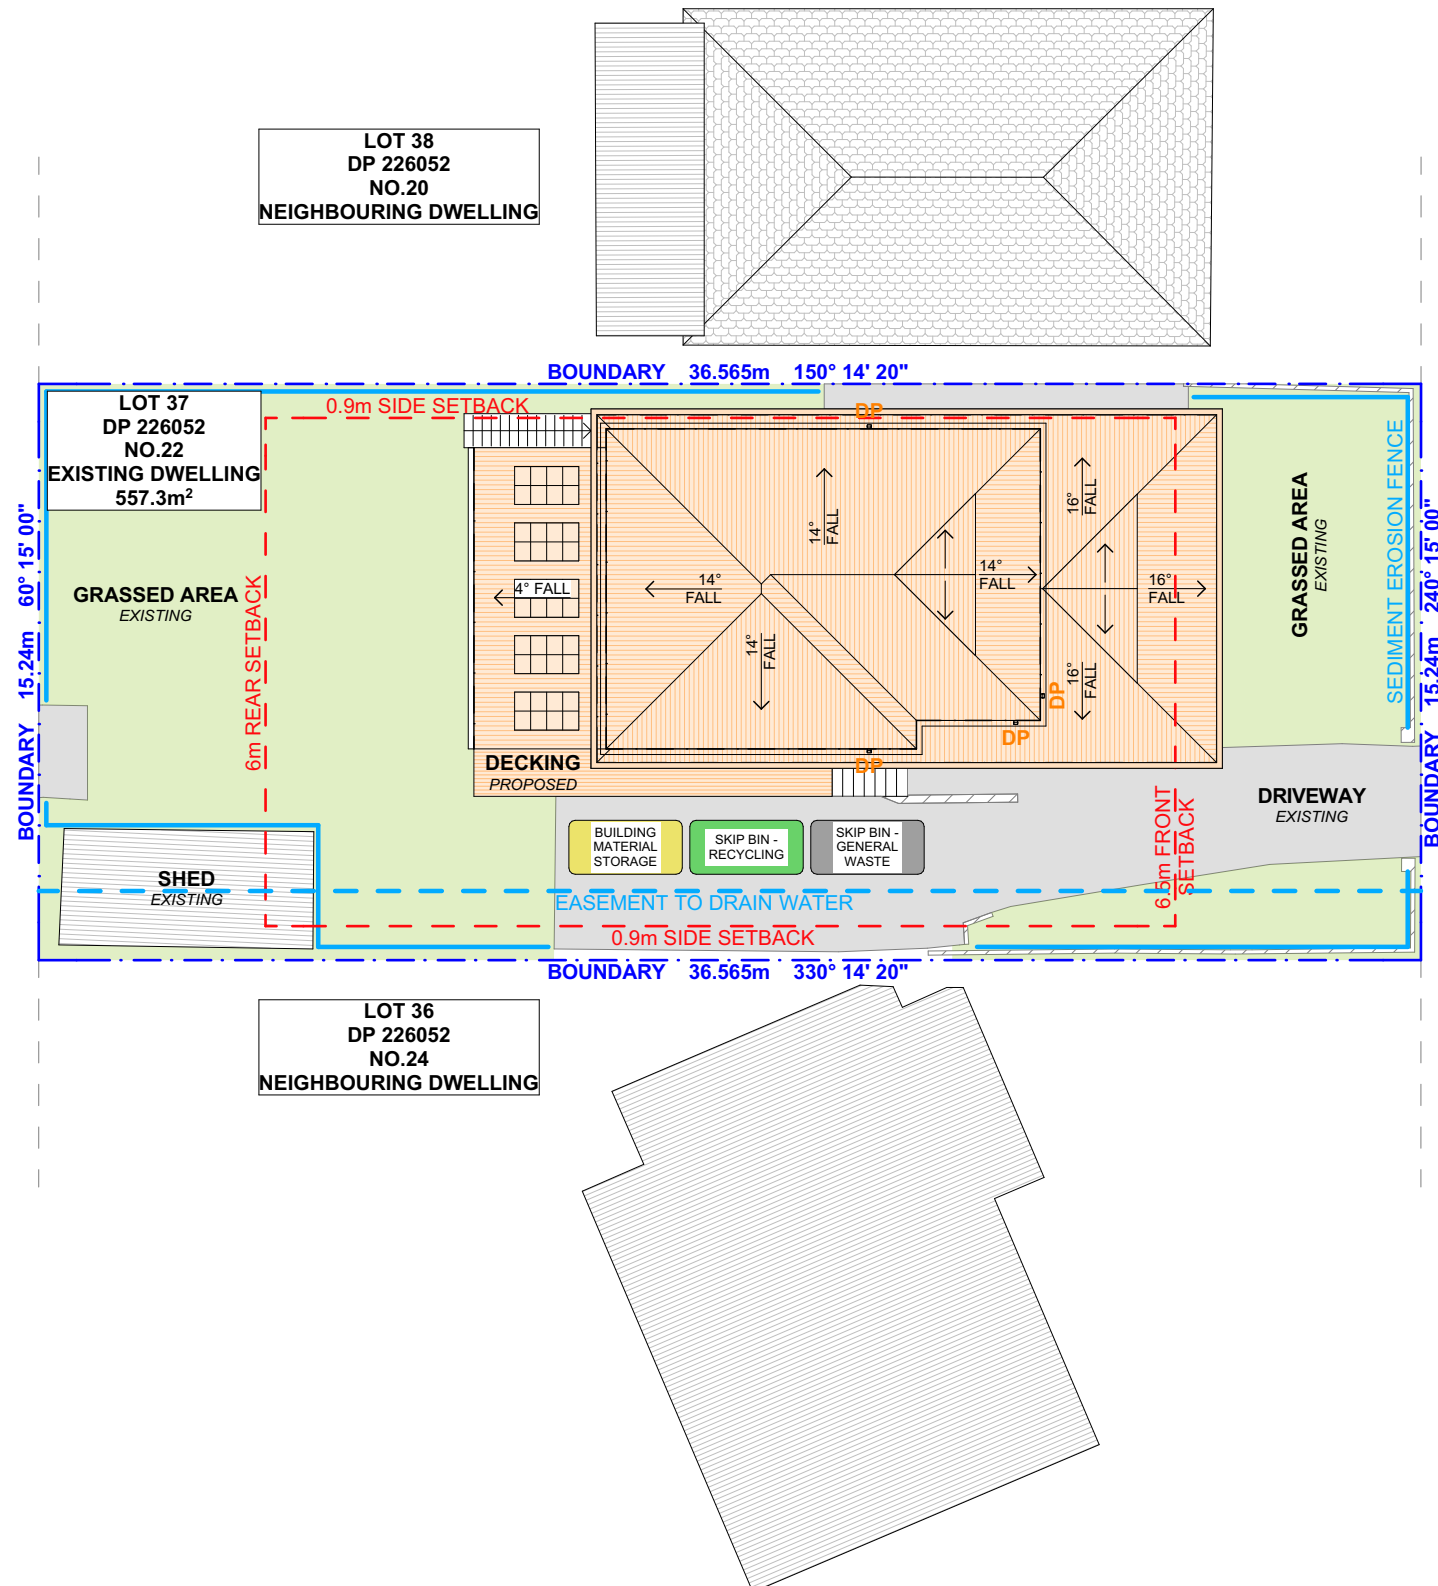 LOT 38
DP 226052
NO.20
NEIGHBOURING DWELLING
BOUNDARY 36.565m 150° 14' 20"
LOT 37
DP 226052
NO.22
EXISTING DWELLING
557.3m²
0.9m SIDE SETBACK
DP
GRASSED AREA
EXISTING
BOUNDARY 15.24m 60° 15' 00"
6m REAR SETBACK
4° FALL
14°
FALL
14°
FALL
14°
FALL
14°
FALL
16°
FALL
16°
FALL
16°
FALL
GRASSED AREA
EXISTING
SEDIMENT EROSION FENCE
BOUNDARY 15.24m 240° 15' 00"
DP
DP
DP
DECKING
PROPOSED
DRIVEWAY
EXISTING
6.5m FRONT
SETBACK
BUILDING
MATERIAL
STORAGE
SKIP BIN -
RECYCLING
SKIP BIN -
GENERAL
WASTE
SHED
EXISTING
EASEMENT TO DRAIN WATER
0.9m SIDE SETBACK
BOUNDARY 36.565m 330° 14' 20"
LOT 36
DP 226052
NO.24
NEIGHBOURING DWELLING